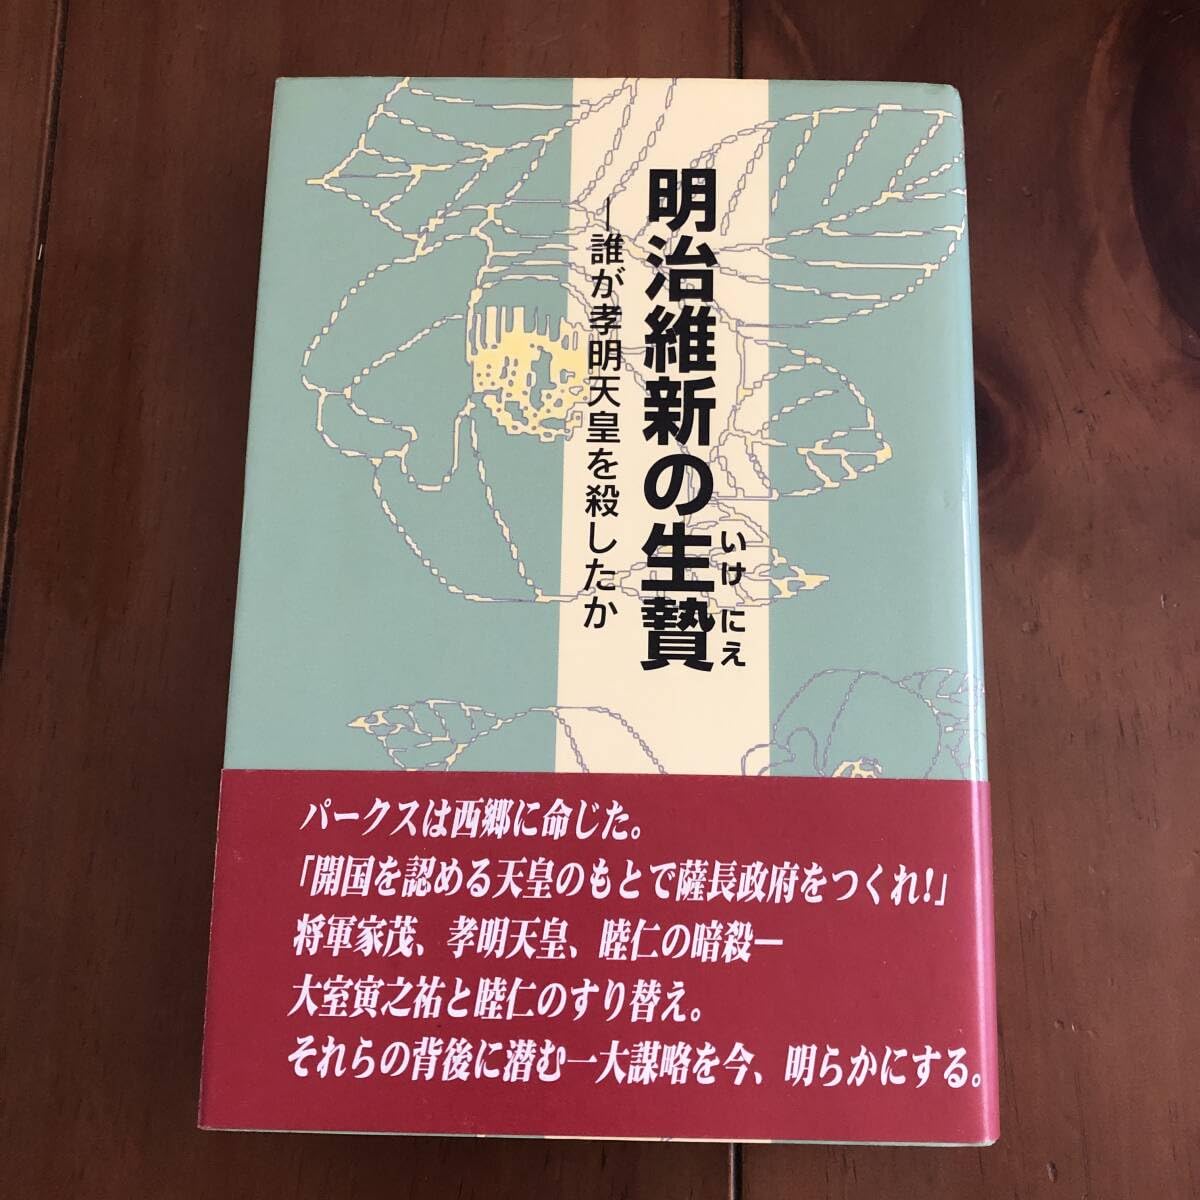 明治維新の生贄
いけにえ
―誰が孝明天皇を殺したか
パークスは西郷に命じた。
「開国を認める天皇のもとで薩長政府をつくれ!」
将軍家茂、孝明天皇、睦仁の暗殺―
大室寅之祐と睦仁のすり替え。
それらの背後に潜む一大謀略を今、明らかにする。